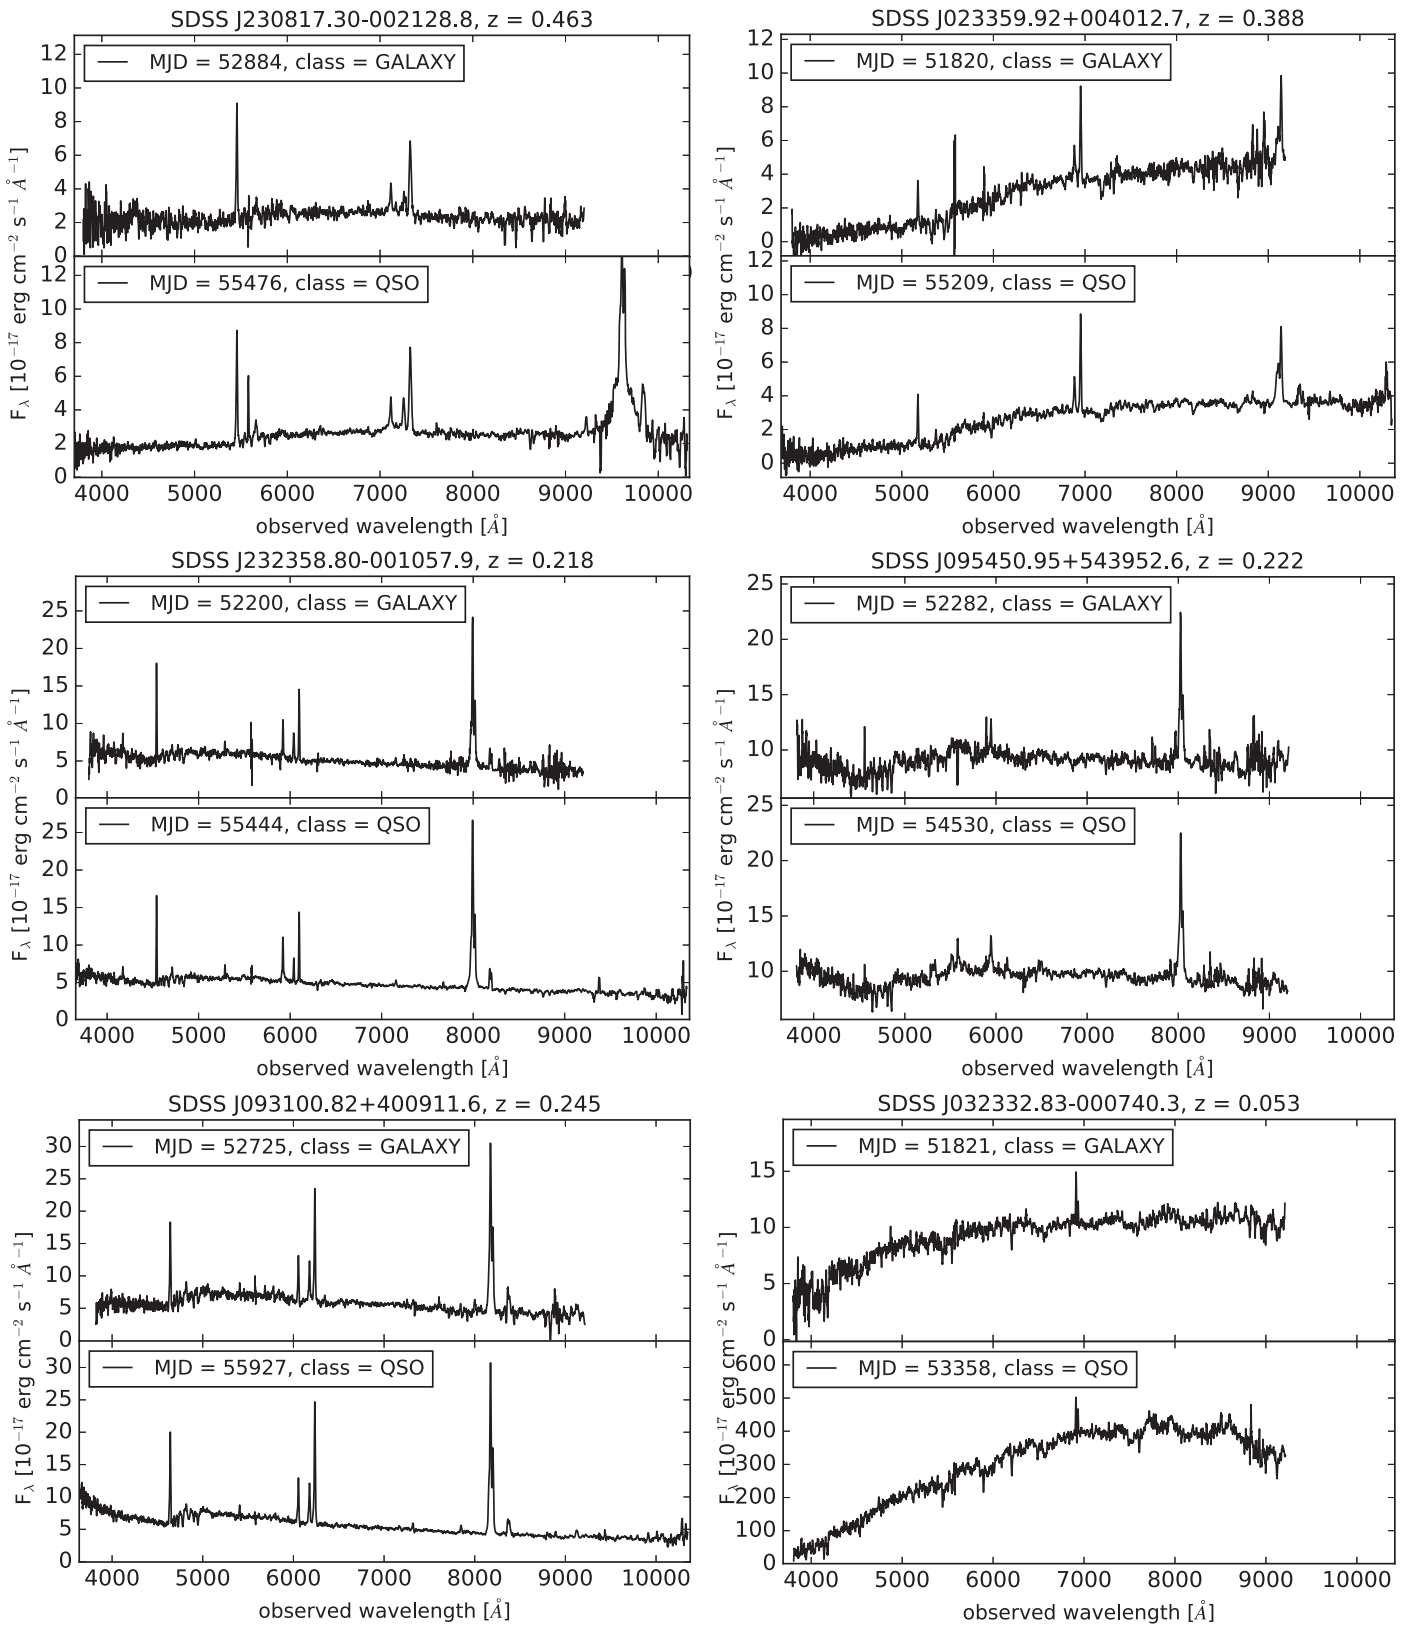 SDSS J230817.30-002128.8, z = 0.463
MJD = 52884, class = GALAXY
12
10
8
6
4
2
0
MJD = 55476, class = QSO
12
10
8
6
4
2
0
F_λ [10^−17 erg cm^−2 s^−1 Å^−1]
4000 5000 6000 7000 8000 9000 10000
observed wavelength [Å]
SDSS J023359.92+004012.7, z = 0.388
MJD = 51820, class = GALAXY
12
10
8
6
4
2
0
MJD = 55209, class = QSO
12
10
8
6
4
2
0
F_λ [10^−17 erg cm^−2 s^−1 Å^−1]
4000 5000 6000 7000 8000 9000 10000
observed wavelength [Å]
SDSS J232358.80-001057.9, z = 0.218
MJD = 52200, class = GALAXY
25
20
15
10
5
0
MJD = 55444, class = QSO
25
20
15
10
5
0
F_λ [10^−17 erg cm^−2 s^−1 Å^−1]
4000 5000 6000 7000 8000 9000 10000
observed wavelength [Å]
SDSS J095450.95+543952.6, z = 0.222
MJD = 52282, class = GALAXY
25
20
15
10
MJD = 54530, class = QSO
25
20
15
10
F_λ [10^−17 erg cm^−2 s^−1 Å^−1]
4000 5000 6000 7000 8000 9000 10000
observed wavelength [Å]
SDSS J093100.82+400911.6, z = 0.245
MJD = 52725, class = GALAXY
30
25
20
15
10
5
0
MJD = 55927, class = QSO
30
25
20
15
10
5
0
F_λ [10^−17 erg cm^−2 s^−1 Å^−1]
4000 5000 6000 7000 8000 9000 10000
observed wavelength [Å]
SDSS J032332.83-000740.3, z = 0.053
MJD = 51821, class = GALAXY
15
10
5
0
MJD = 53358, class = QSO
600
500
400
300
200
100
0
F_λ [10^−17 erg cm^−2 s^−1 Å^−1]
4000 5000 6000 7000 8000 9000 10000
observed wavelength [Å]